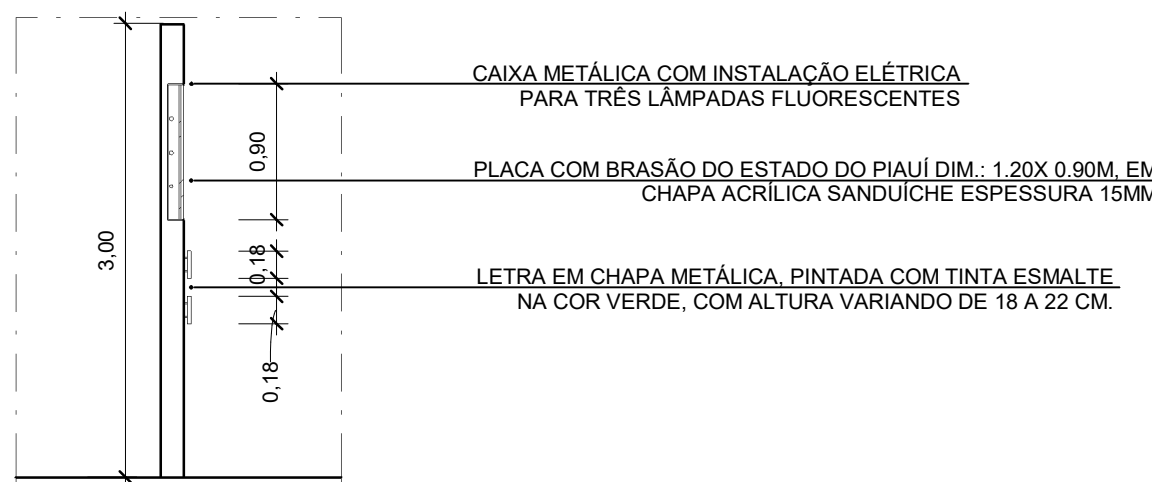 CAIXA METÁLICA COM INSTALAÇÃO ELÉTRICA
PARA TRÊS LÂMPADAS FLUORESCENTES
0,90
PLACA COM BRASÃO DO ESTADO DO PIAUÍ DIM.: 1.20X 0.90M, EM
CHAPA ACRÍLICA SANDUÍCHE ESPESSURA 15MM
3,00
0,18
LETRA EM CHAPA METÁLICA, PINTADA COM TINTA ESMALTE
NA COR VERDE, COM ALTURA VARIANDO DE 18 A 22 CM.
0,18